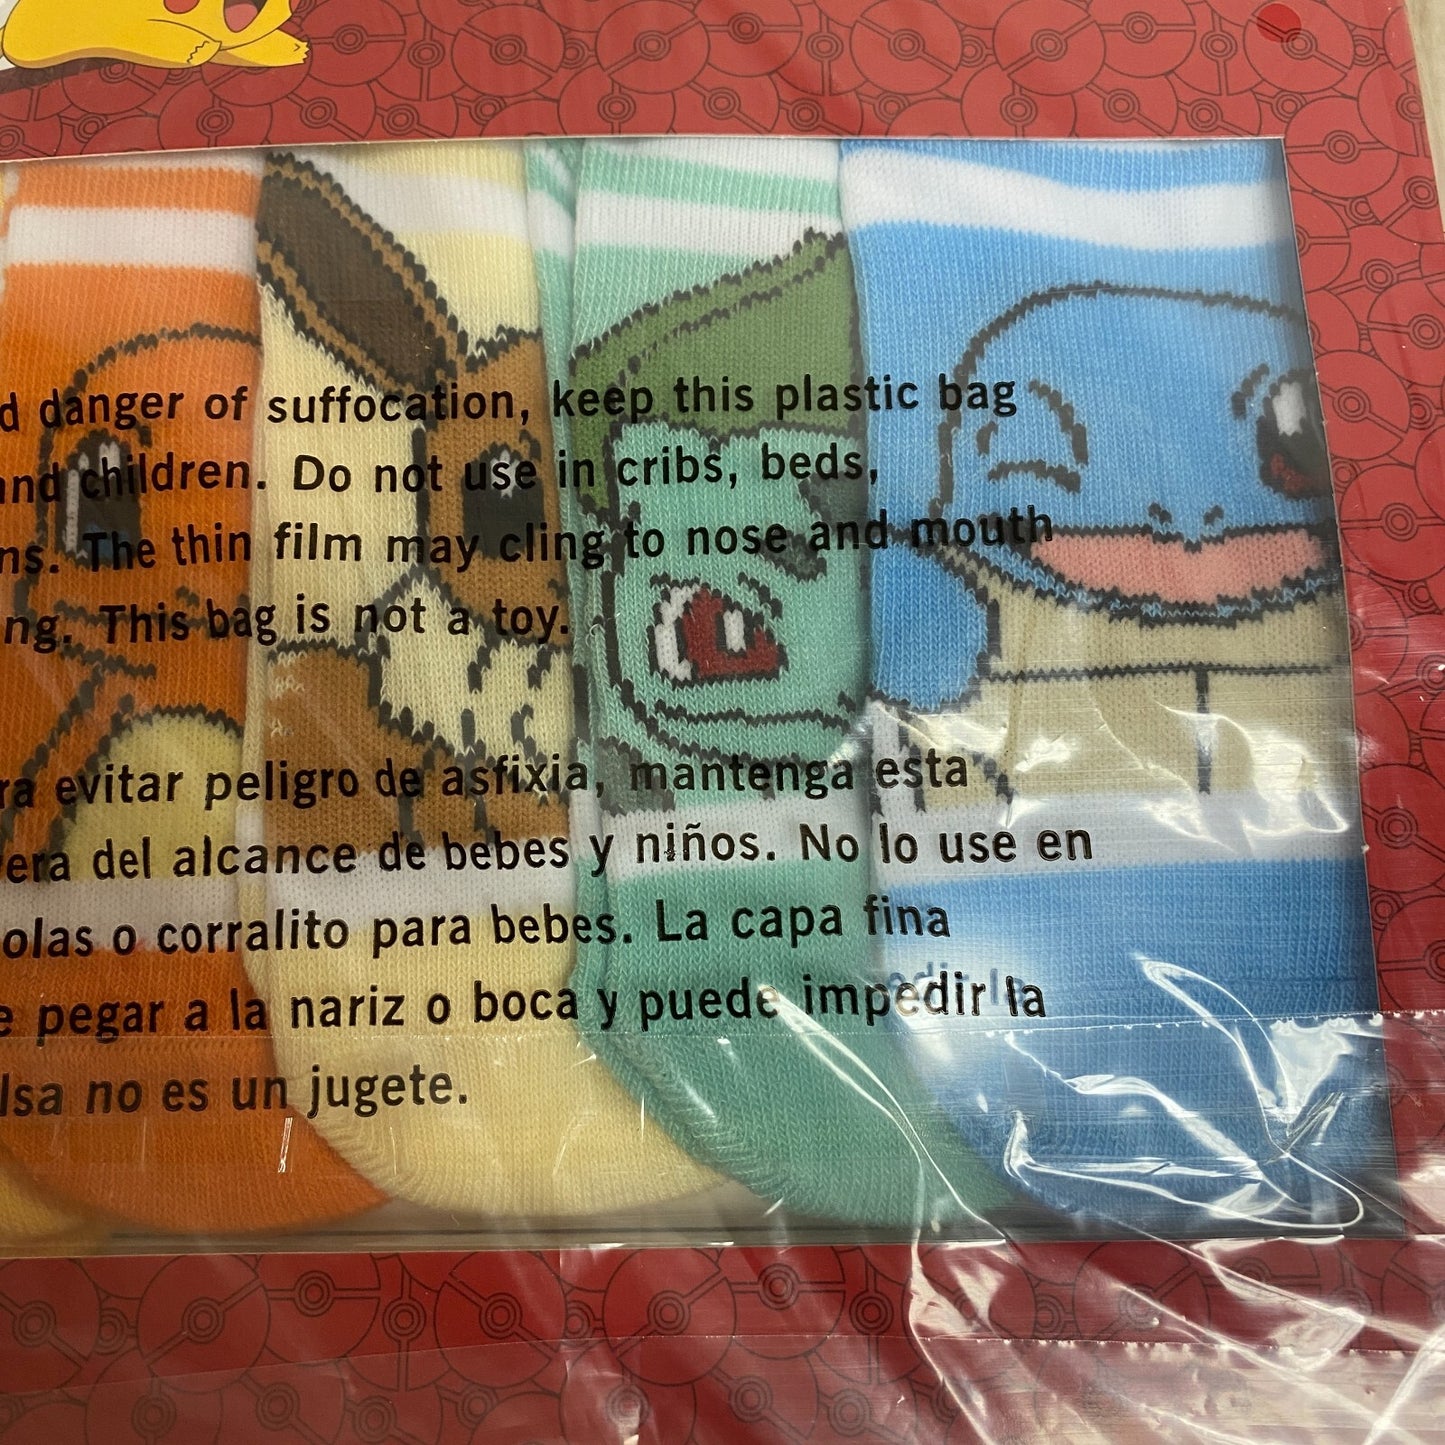 d danger of suffocation, keep this plastic bag
and children. Do not use in cribs, beds,
ns. The thin film may cling to nose and mouth
ng. This bag is not a toy.
ra evitar peligro de asfixia, mantenga esta
era del alcance de bebes y niños. No lo use en
olas o corralito para bebes. La capa fina
e pegar a la nariz o boca y puede impedir la
lsa no es un jugete.